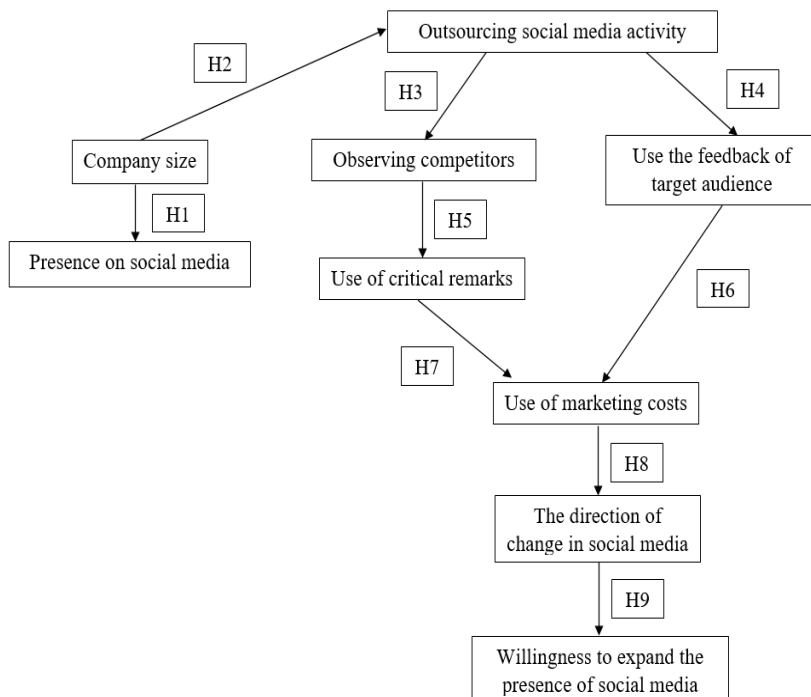 Outsourcing social media activity
H2
H3
H4
Company size
Observing competitors
Use the feedback of
target audience
H1
H5
Presence on social media
Use of critical remarks
H6
H7
Use of marketing costs
H8
The direction of
change in social media
H9
Willingness to expand the
presence of social media